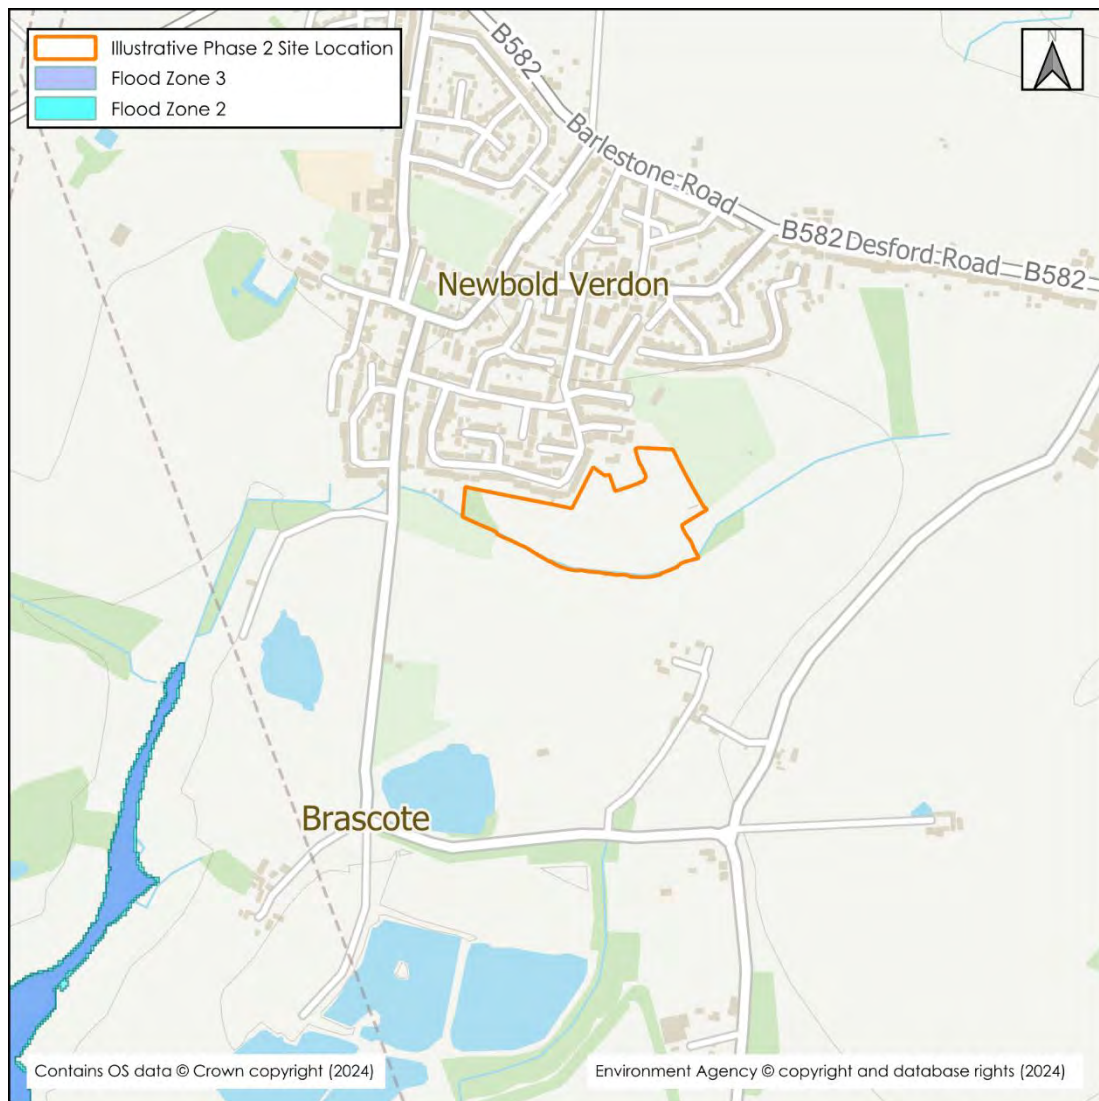 Illustrative Phase 2 Site Location
Flood Zone 3
Flood Zone 2
N
B582
Barlestone Road
B582 Desford Road B582
Newbold Verdon
Brascote
Contains OS data © Crown copyright (2024)
Environment Agency © copyright and database rights (2024)